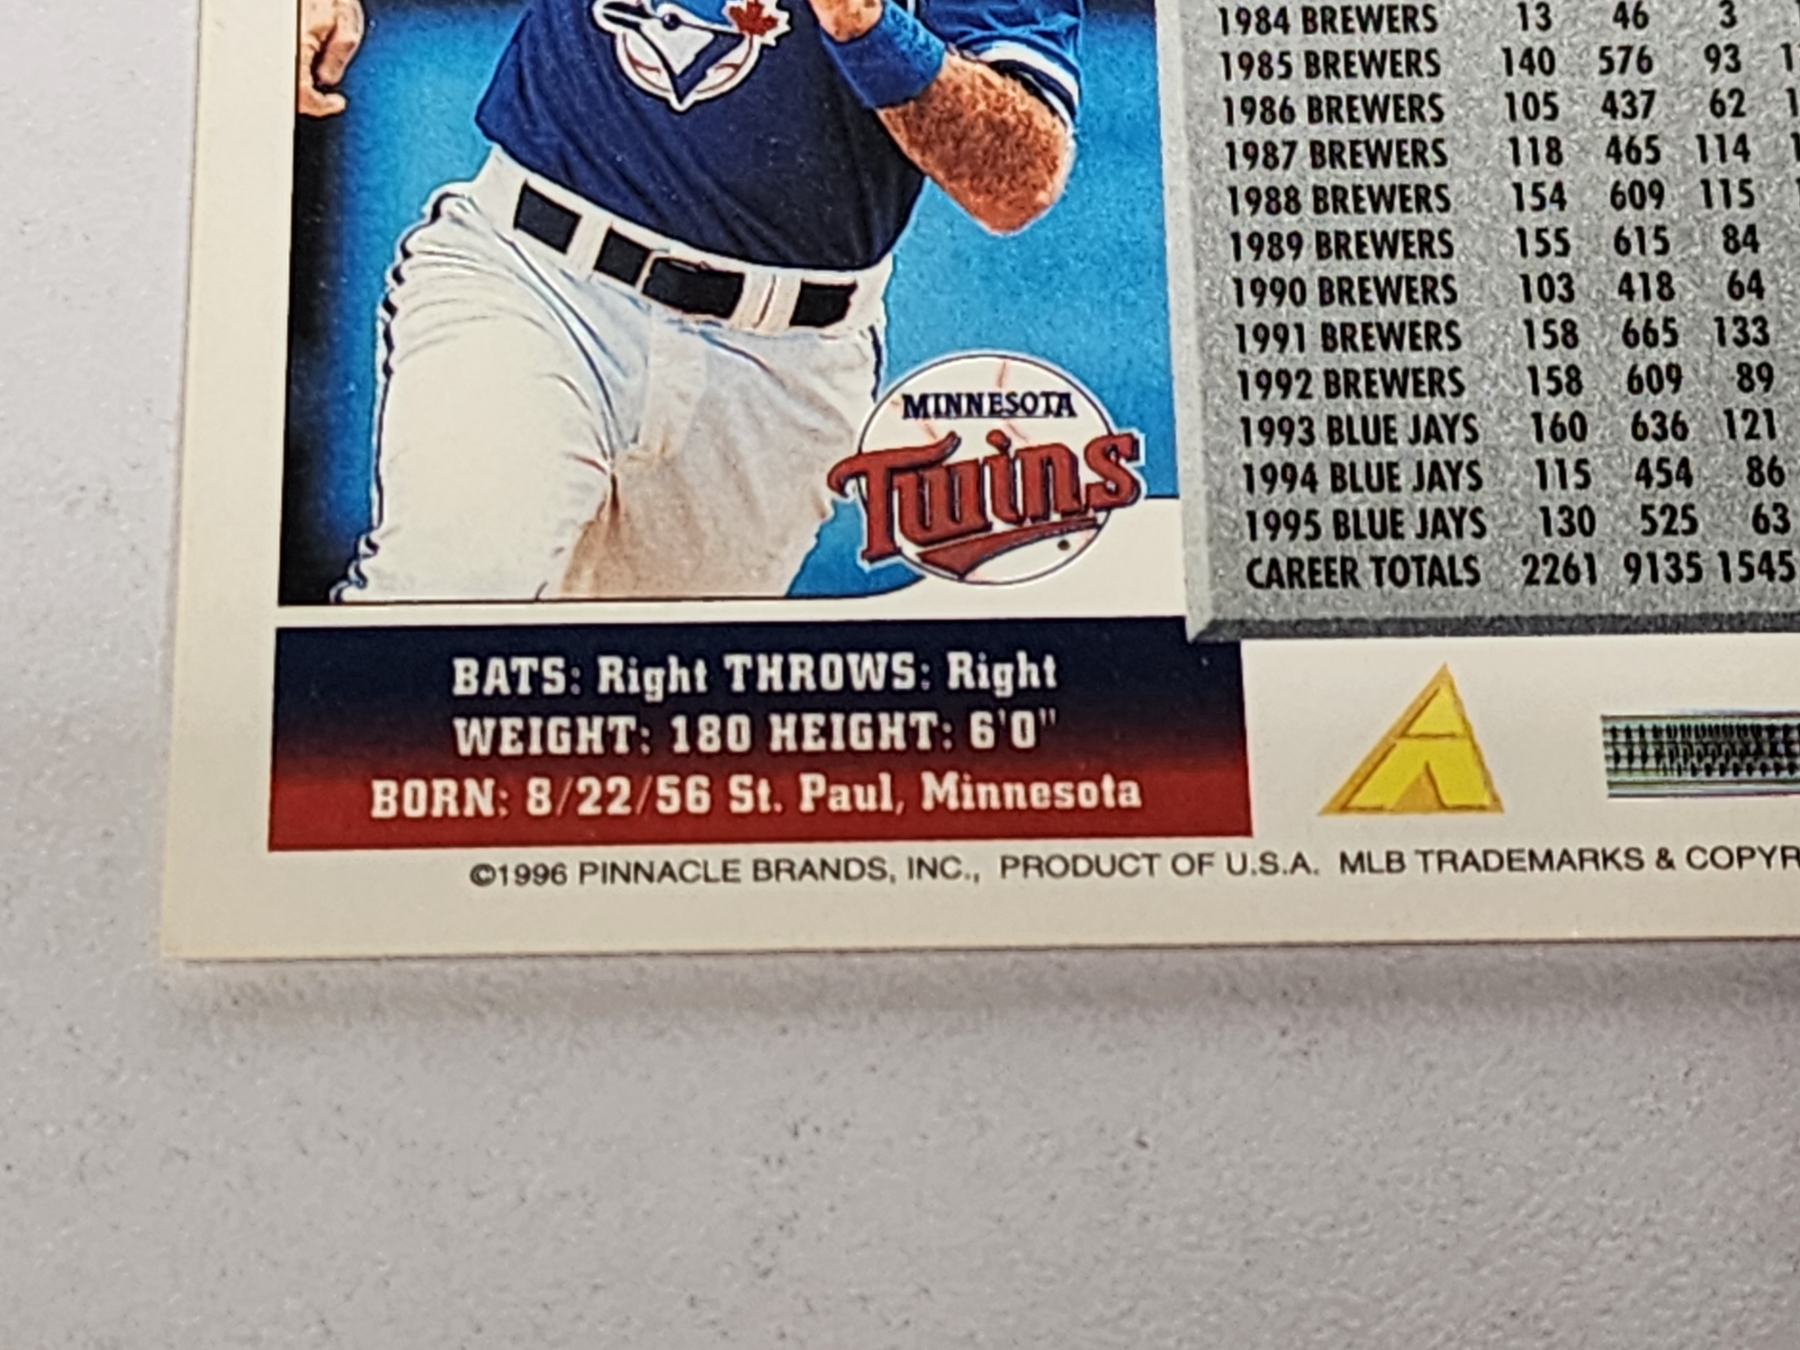 1984 BREWERS 13 46 3
1985 BREWERS 140 576 93
1986 BREWERS 105 437 62
1987 BREWERS 118 465 114
1988 BREWERS 154 609 115
1989 BREWERS 155 615 84
1990 BREWERS 103 418 64
1991 BREWERS 158 665 133
1992 BREWERS 158 609 89
1993 BLUE JAYS 160 636 121
1994 BLUE JAYS 115 454 86
1995 BLUE JAYS 130 525 63
CAREER TOTALS 2261 9135 1545
MINNESOTA
Twins
BATS: Right THROWS: Right
WEIGHT: 180 HEIGHT: 6'0"
BORN: 8/22/56 St. Paul, Minnesota
©1996 PINNACLE BRANDS, INC., PRODUCT OF U.S.A. MLB TRADEMARKS & COPYR